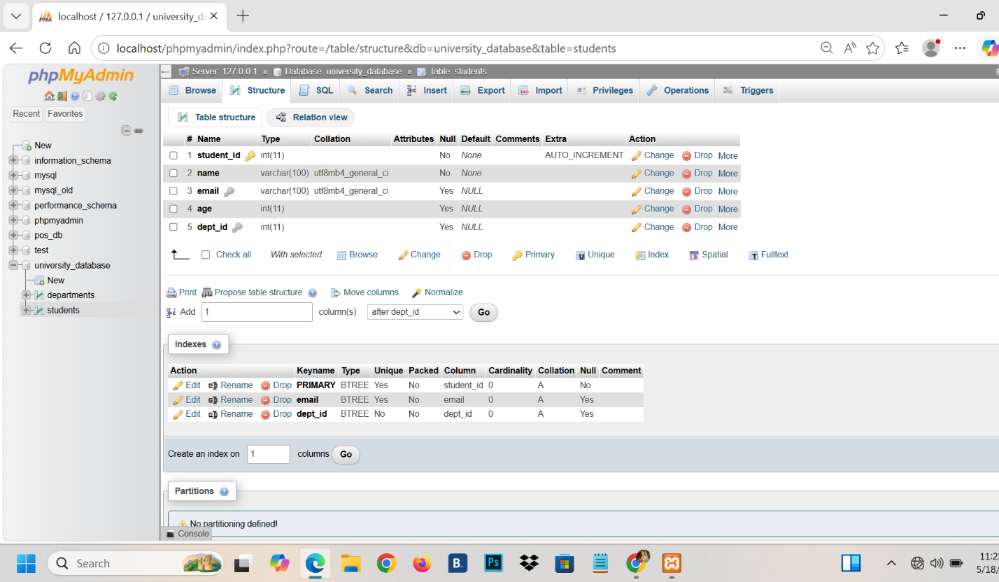 PMA localhost / 127.0.0.1 / university_da
localhost/phpmyadmin/index.php?route=/table/structure&db=university_database&table=students
phpMyAdmin
Recent Favorites
New
information_schema
mysql
mysql_old
performance_schema
phpmyadmin
pos_db
test
university_database
New
departments
students
Server: 127.0.0.1 » Database: university_database » Table: students
Browse Structure SQL Search Insert Export Import Privileges Operations Triggers
Table structure Relation view
# Name Type Collation Attributes Null Default Comments Extra Action
1 student_id int(11) No None AUTO_INCREMENT Change Drop More
2 name varchar(100) utf8mb4_general_ci No None Change Drop More
3 email varchar(100) utf8mb4_general_ci Yes NULL Change Drop More
4 age int(11) Yes NULL Change Drop More
5 dept_id int(11) Yes NULL Change Drop More
Check all With selected: Browse Change Drop Primary U Unique Index S Spatial T Fulltext
Print Propose table structure Move columns Normalize
Add 1 column(s) after dept_id Go
Indexes
Action Keyname Type Unique Packed Column Cardinality Collation Null Comment
Edit Rename Drop PRIMARY BTREE Yes No student_id 0 A No
Edit Rename Drop email BTREE Yes No email 0 A Yes
Edit Rename Drop dept_id BTREE No No dept_id 0 A Yes
Create an index on 1 columns Go
Partitions
No partitioning defined!
Console
Search B. Ps 11:2
5/18/